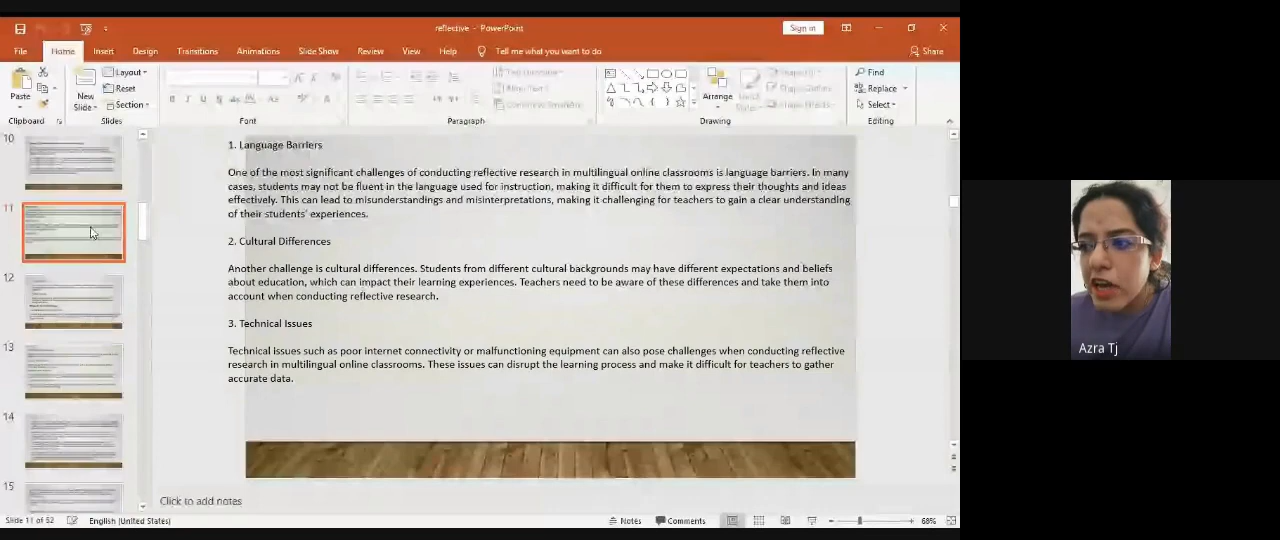 reflective - PowerPoint
Sign in
File Home Insert Design Transitions Animations Slide Show Review View Help Tell me what you want to do Share
Paste
Clipboard
New
Slide
Layout
Reset
Section
Slides
Font
Paragraph
Arrange
Drawing
Find
Replace
Select
Editing
10
11
12
13
14
15
1. Language Barriers
One of the most significant challenges of conducting reflective research in multilingual online classrooms is language barriers. In many
cases, students may not be fluent in the language used for instruction, making it difficult for them to express their thoughts and ideas
effectively. This can lead to misunderstandings and misinterpretations, making it challenging for teachers to gain a clear understanding
of their students' experiences.
2. Cultural Differences
Another challenge is cultural differences. Students from different cultural backgrounds may have different expectations and beliefs
about education, which can impact their learning experiences. Teachers need to be aware of these differences and take them into
account when conducting reflective research.
3. Technical Issues
Technical issues such as poor internet connectivity or malfunctioning equipment can also pose challenges when conducting reflective
research in multilingual online classrooms. These issues can disrupt the learning process and make it difficult for teachers to gather
accurate data.
Click to add notes
Slide 11 of 52 English (United States) Notes Comments 68%
Azra Tj